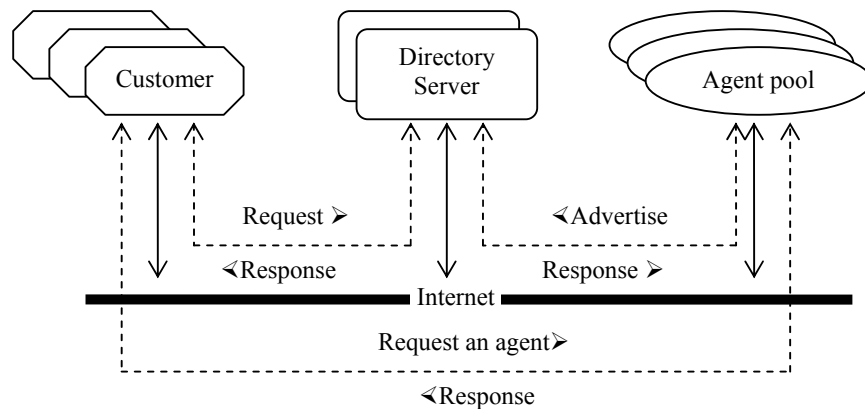 Customer
Directory
Server
Agent pool
Request ➢
⮘Advertise
⮘Response
Response ➢
Internet
Request an agent➢
⮘Response